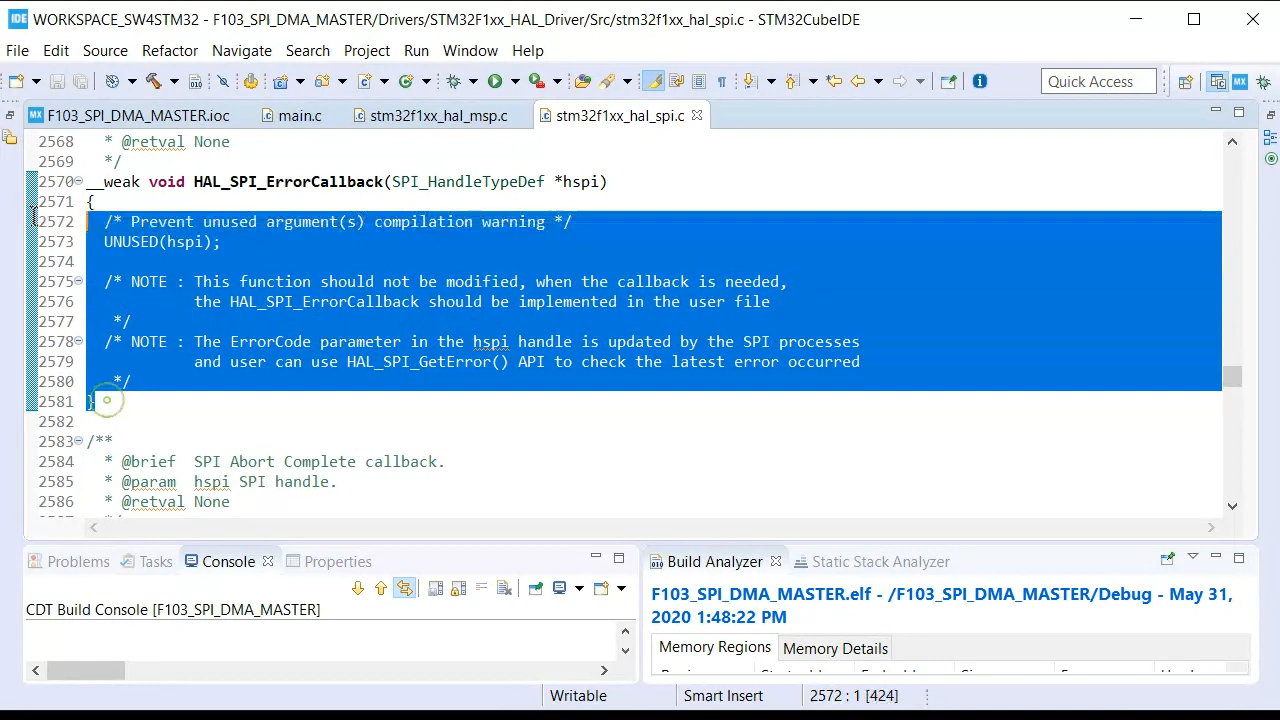 IDE WORKSPACE_SW4STM32 - F103_SPI_DMA_MASTER/Drivers/STM32F1xx_HAL_Driver/Src/stm32f1xx_hal_spi.c - STM32CubeIDE
File Edit Source Refactor Navigate Search Project Run Window Help
Quick Access MX
MX F103_SPI_DMA_MASTER.ioc main.c stm32f1xx_hal_msp.c stm32f1xx_hal_spi.c
2568 * @retval None
2569 */
2570 __weak void HAL_SPI_ErrorCallback(SPI_HandleTypeDef *hspi)
2571 {
2572 /* Prevent unused argument(s) compilation warning */
2573 UNUSED(hspi);
2574
2575 /* NOTE : This function should not be modified, when the callback is needed,
2576 the HAL_SPI_ErrorCallback should be implemented in the user file
2577 */
2578 /* NOTE : The ErrorCode parameter in the hspi handle is updated by the SPI processes
2579 and user can use HAL_SPI_GetError() API to check the latest error occurred
2580 */
2581 }
2582
2583 /**
2584 * @brief SPI Abort Complete callback.
2585 * @param hspi SPI handle.
2586 * @retval None
Problems Tasks Console Properties
CDT Build Console [F103_SPI_DMA_MASTER]
Build Analyzer Static Stack Analyzer
F103_SPI_DMA_MASTER.elf - /F103_SPI_DMA_MASTER/Debug - May 31,
2020 1:48:22 PM
Memory Regions Memory Details
Writable Smart Insert 2572 : 1 [424]